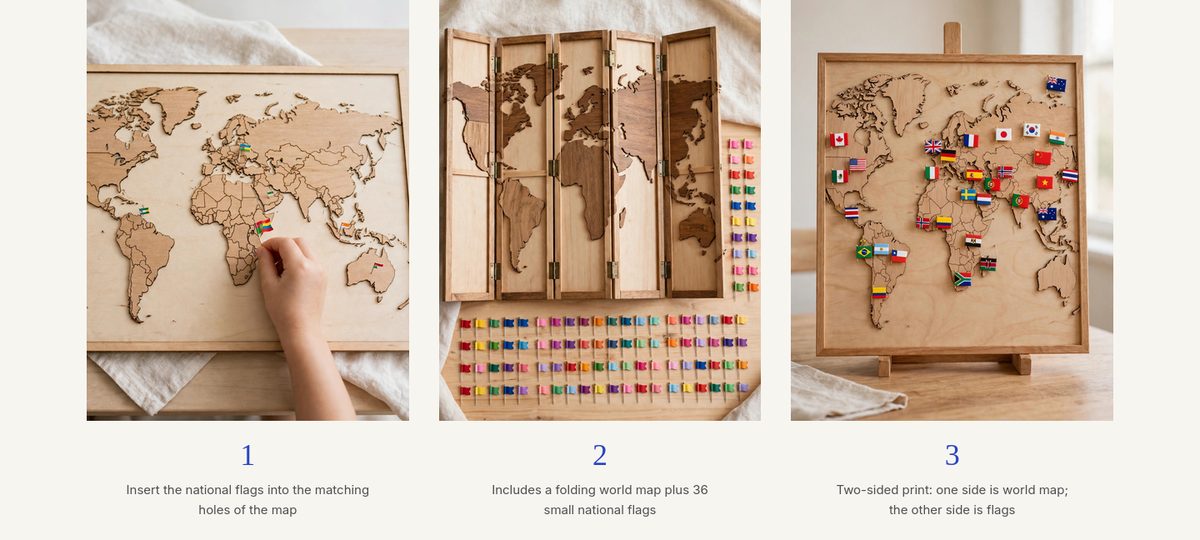 1
Insert the national flags into the matching
holes of the map
2
Includes a folding world map plus 36
small national flags
3
Two-sided print: one side is world map;
the other side is flags